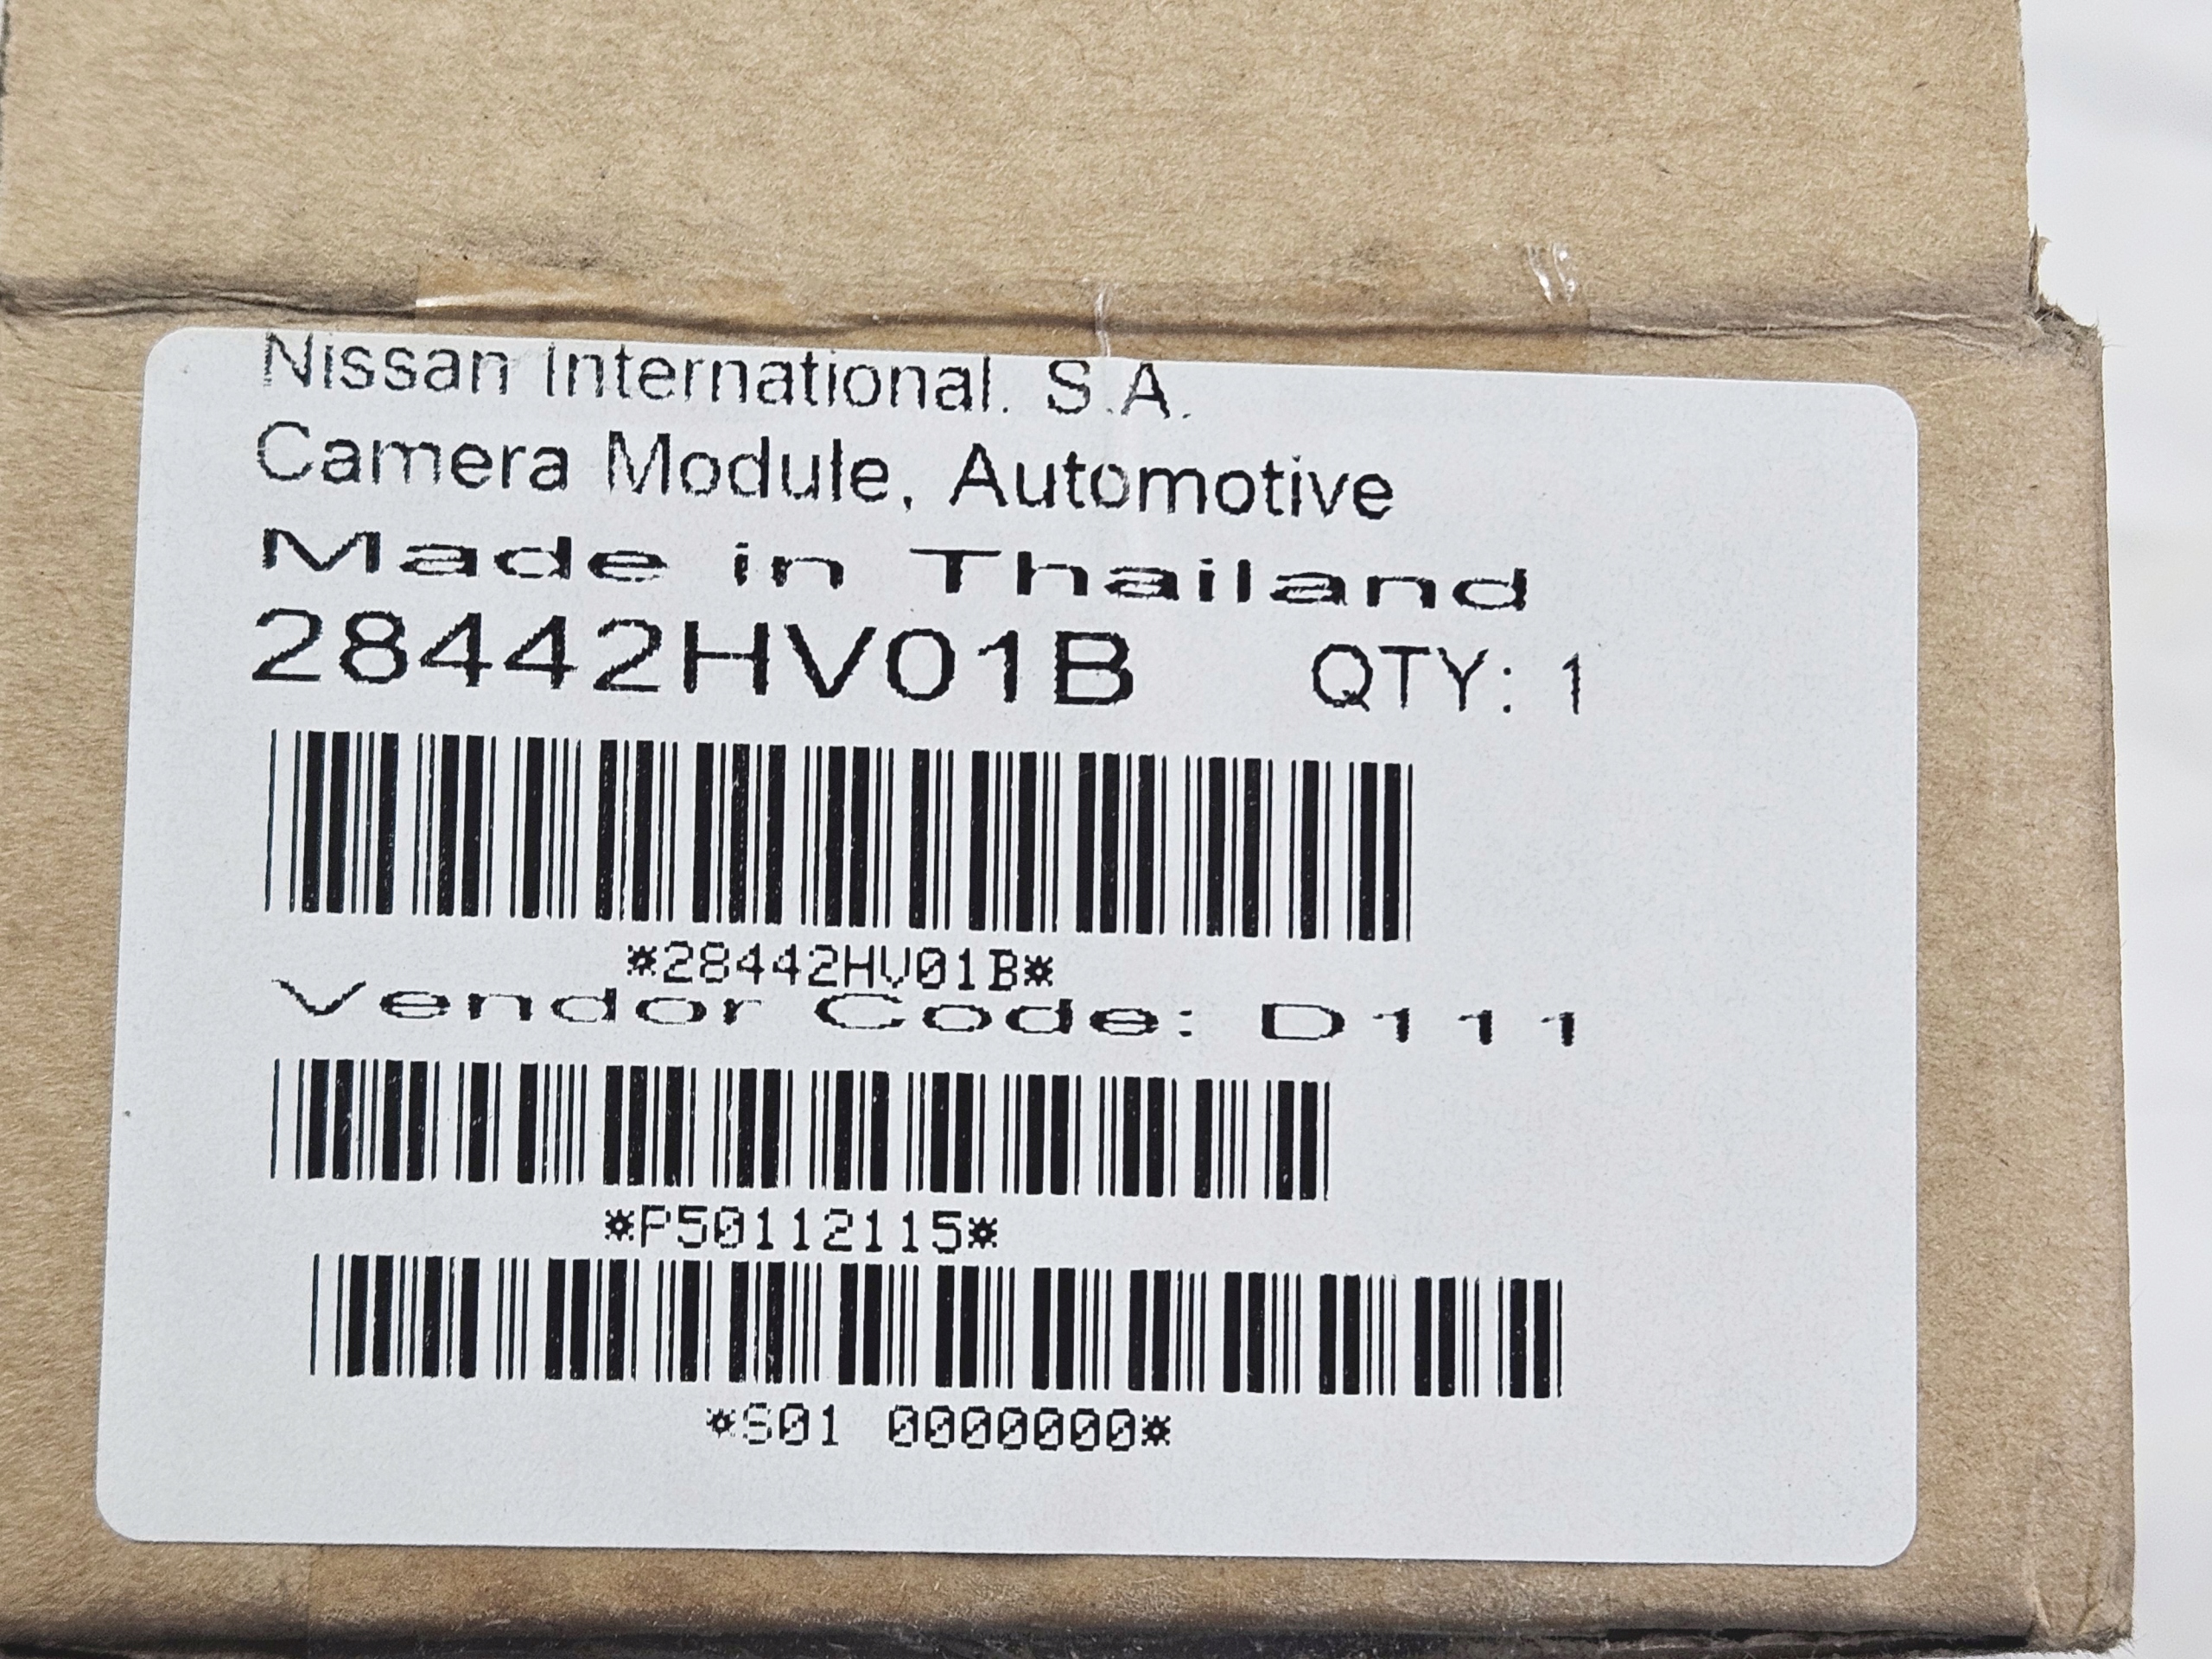 Nissan International. S.A.
Camera Module, Automotive
Made in Thailand
28442HV01B QTY: 1
*28442HV01B*
Vendor Code: D111
*P50112115*
*S01 0000000*